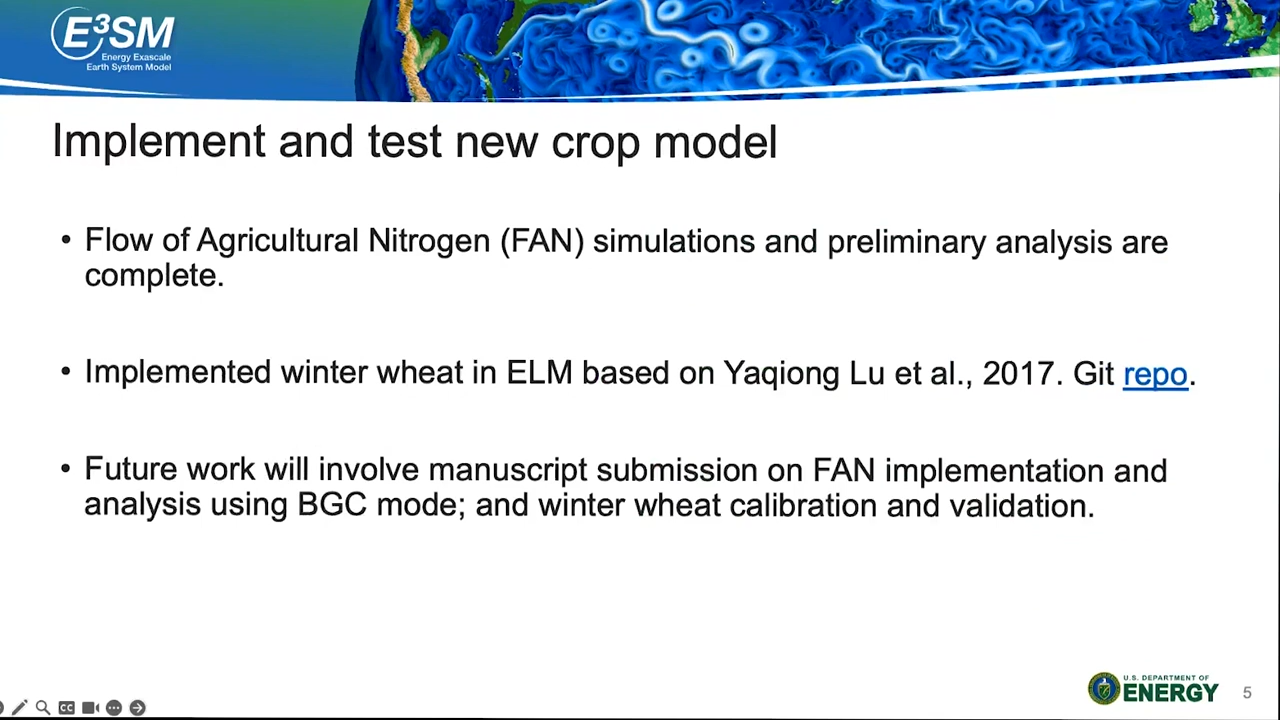 E³SM
Energy Exascale
Earth System Model
Implement and test new crop model
• Flow of Agricultural Nitrogen (FAN) simulations and preliminary analysis are
complete.
• Implemented winter wheat in ELM based on Yaqiong Lu et al., 2017. Git repo.
• Future work will involve manuscript submission on FAN implementation and
analysis using BGC mode; and winter wheat calibration and validation.
CC
U.S. DEPARTMENT OF
ENERGY
5